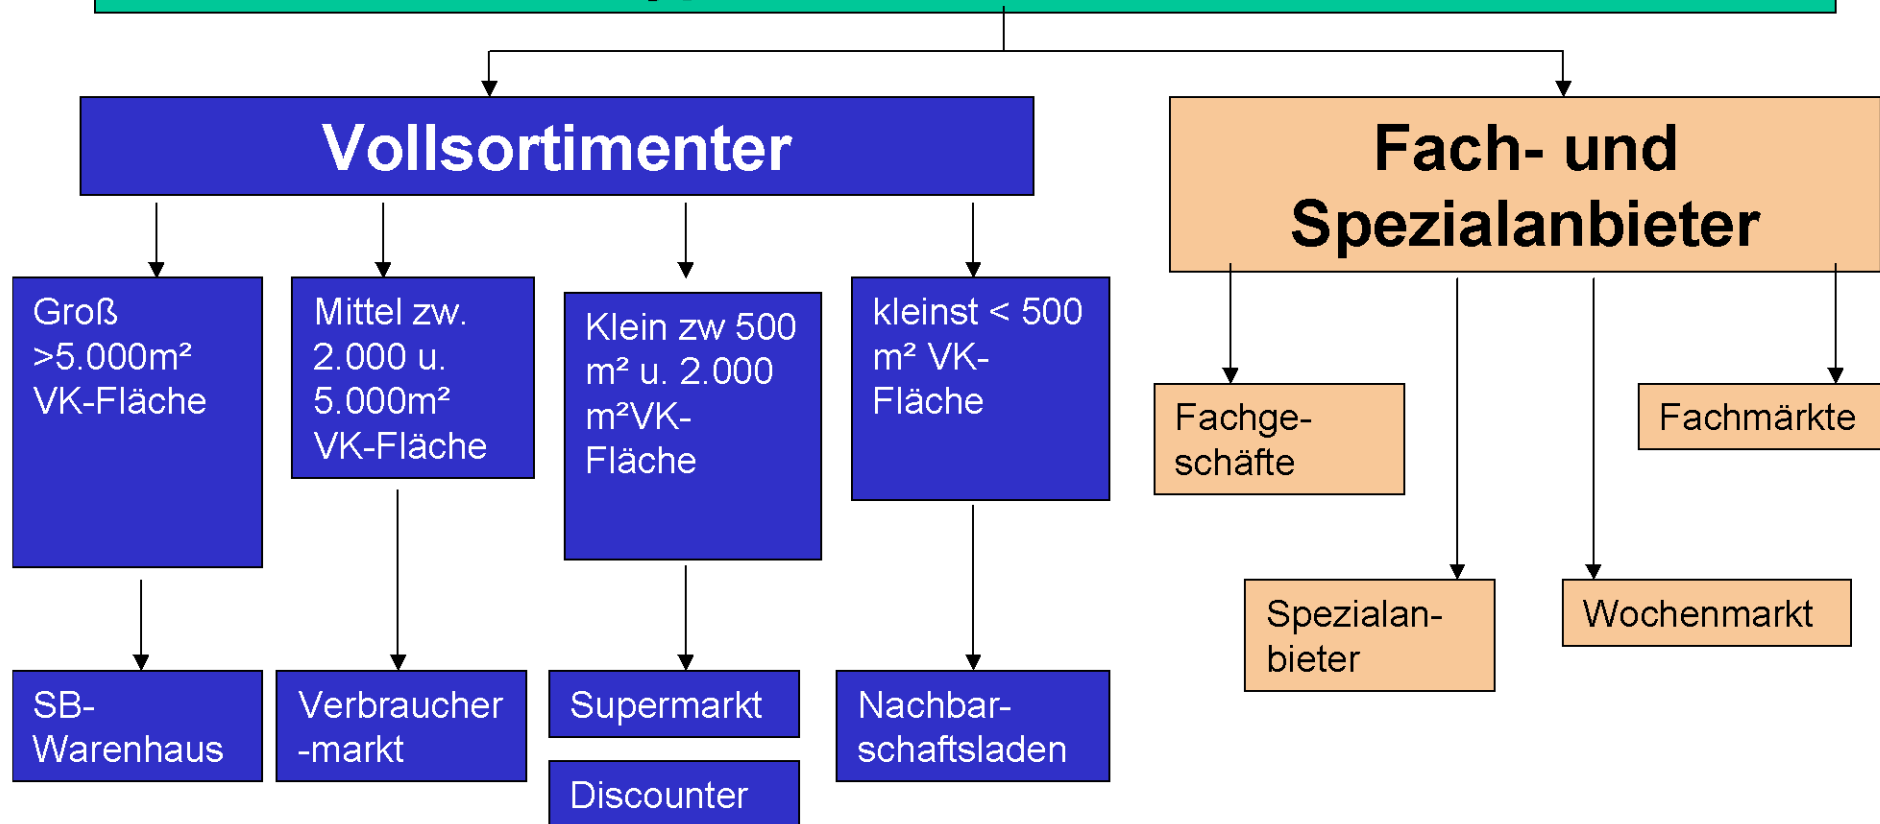 Vollsortimenter
Fach- und
Spezialanbieter
Groß
>5.000m²
VK-Fläche
Mittel zw.
2.000 u.
5.000m²
VK-Fläche
Klein zw 500
m² u. 2.000
m²VK-
Fläche
kleinst < 500
m² VK-
Fläche
Fachge-
schäfte
Fachmärkte
Spezialan-
bieter
Wochenmarkt
SB-
Warenhaus
Verbraucher
-markt
Supermarkt
Discounter
Nachbar-
schaftsladen